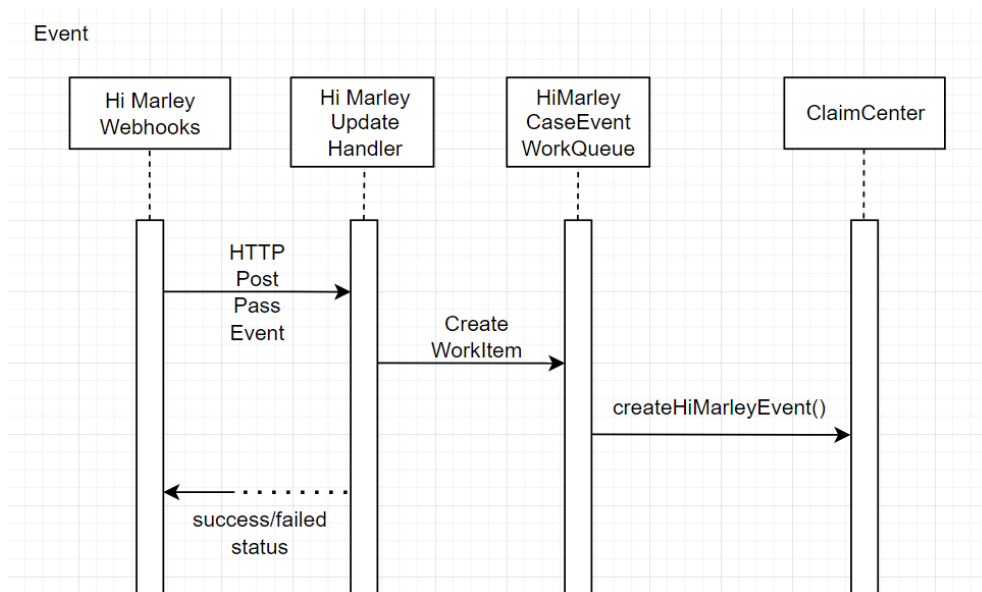 Event
Hi Marley
Webhooks
Hi Marley
Update
Handler
HiMarley
CaseEvent
WorkQueue
ClaimCenter
HTTP
Post
Pass
Event
Create
WorkItem
createHiMarleyEvent()
success/failed
status